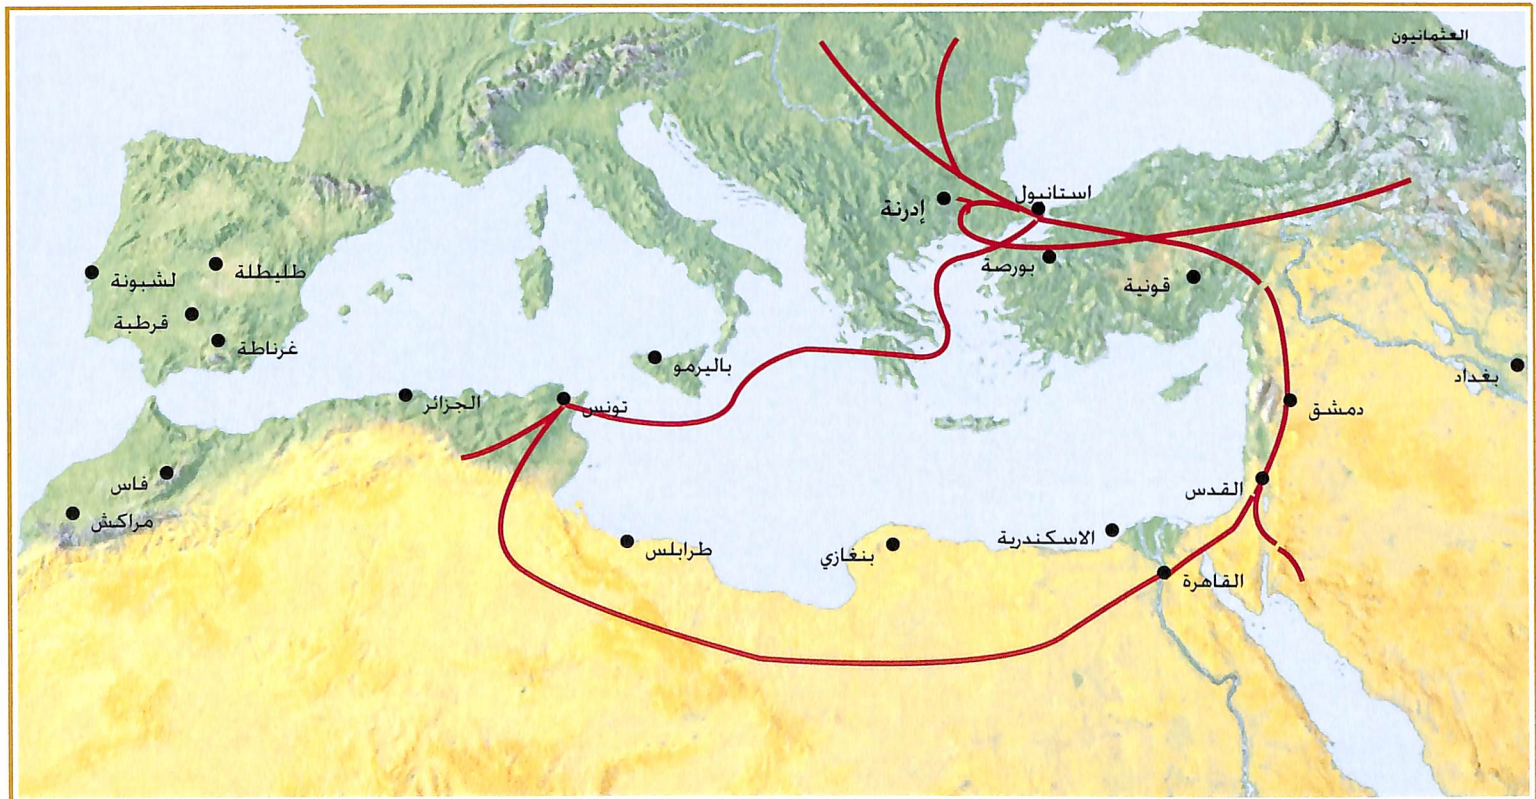 العثمانيون
استانبول
إدرنة
بورصة
قونية
طليطلة
لشبونة
قرطبة
غرناطة
باليرمو
بغداد
الجزائر
تونس
دمشق
فاس
القدس
مراكش
طرابلس
بنغازي
الاسكندرية
القاهرة